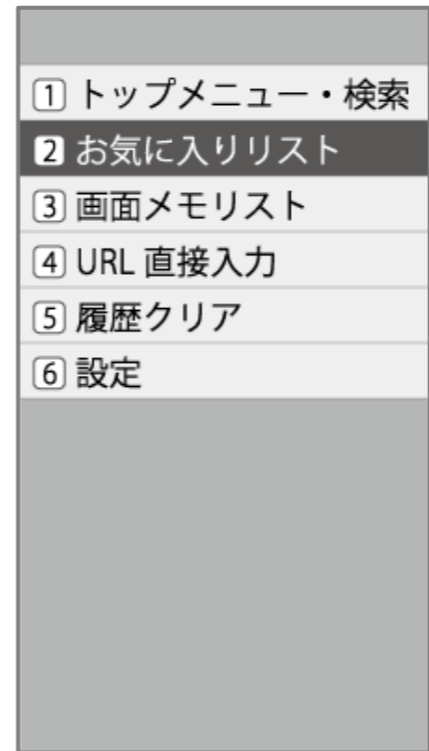 1 トップメニュー・検索
2 お気に入りリスト
3 画面メモリスト
4 URL 直接入力
5 履歴クリア
6 設定